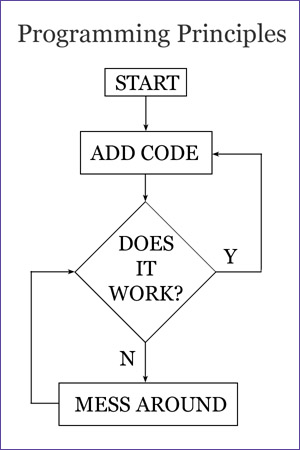 Programming Principles
START
ADD CODE
DOES
IT
WORK?
Y
N
MESS AROUND